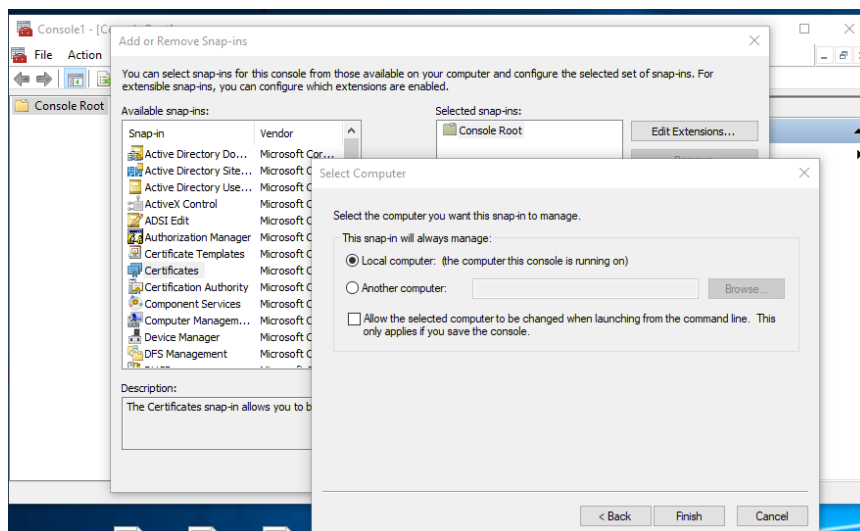 Console1 - [C
File Action
Console Root
Add or Remove Snap-ins
You can select snap-ins for this console from those available on your computer and configure the selected set of snap-ins. For
extensible snap-ins, you can configure which extensions are enabled.
Available snap-ins:
Snap-in Vendor
Active Directory Do... Microsoft Cor...
Active Directory Site... Microsoft C
Active Directory Use... Microsoft C
ActiveX Control Microsoft C
ADSI Edit Microsoft C
Authorization Manager Microsoft C
Certificate Templates Microsoft C
Certificates Microsoft C
Certification Authority Microsoft C
Component Services Microsoft C
Computer Managem... Microsoft C
Device Manager Microsoft C
DFS Management Microsoft C
Selected snap-ins:
Console Root
Edit Extensions...
Description:
The Certificates snap-in allows you to b
Select Computer
Select the computer you want this snap-in to manage.
This snap-in will always manage:
Local computer: (the computer this console is running on)
Another computer:
Browse...
Allow the selected computer to be changed when launching from the command line. This
only applies if you save the console.
< Back Finish Cancel